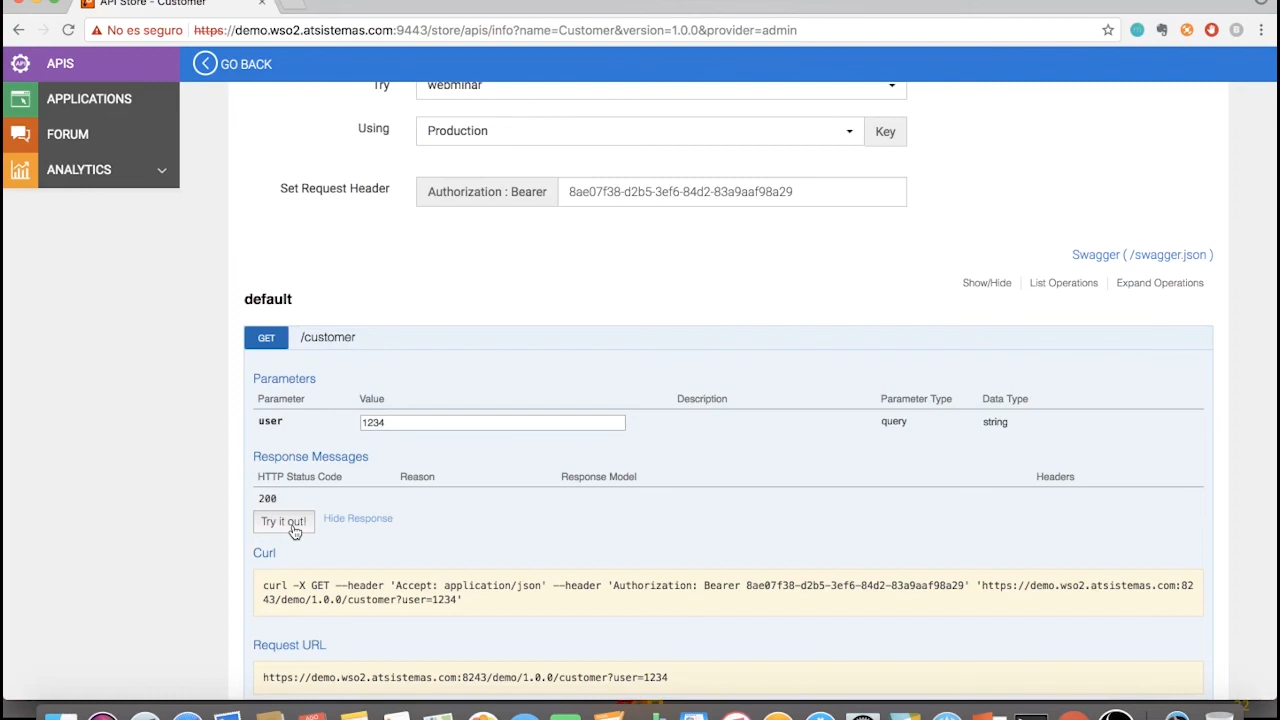 API Store - Customer
No es seguro https://demo.wso2.atsistemas.com:9443/store/apis/info?name=Customer&version=1.0.0&provider=admin
APIS
GO BACK
APPLICATIONS
FORUM
ANALYTICS
Try webminar
Using Production Key
Set Request Header Authorization : Bearer 8ae07f38-d2b5-3ef6-84d2-83a9aaf98a29
Swagger ( /swagger.json )
Show/Hide List Operations Expand Operations
default
GET /customer
Parameters
Parameter Value Description Parameter Type Data Type
user 1234 query string
Response Messages
HTTP Status Code Reason Response Model Headers
200
Try it out! Hide Response
Curl
curl -X GET --header 'Accept: application/json' --header 'Authorization: Bearer 8ae07f38-d2b5-3ef6-84d2-83a9aaf98a29' 'https://demo.wso2.atsistemas.com:82
43/demo/1.0.0/customer?user=1234'
Request URL
https://demo.wso2.atsistemas.com:8243/demo/1.0.0/customer?user=1234